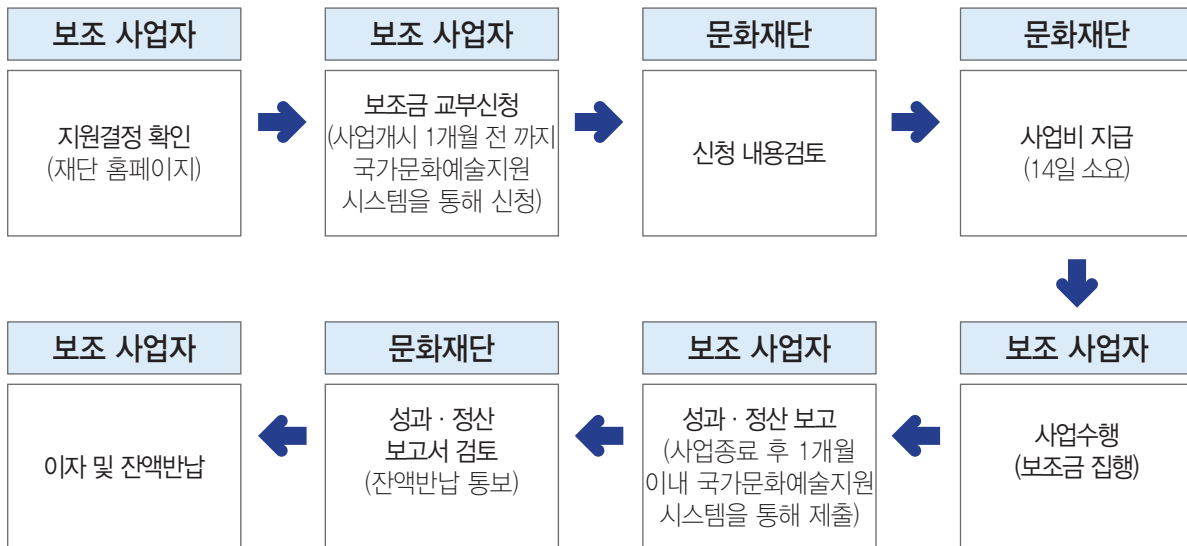 보조 사업자
지원결정 확인
(재단 홈페이지)
보조 사업자
보조금 교부신청
(사업개시 1개월 전 까지
국가문화예술지원
시스템을 통해 신청)
문화재단
신청 내용검토
문화재단
사업비 지급
(14일 소요)
보조 사업자
사업수행
(보조금 집행)
보조 사업자
성과 · 정산 보고
(사업종료 후 1개월
이내 국가문화예술지원
시스템을 통해 제출)
문화재단
성과 · 정산
보고서 검토
(잔액반납 통보)
보조 사업자
이자 및 잔액반납